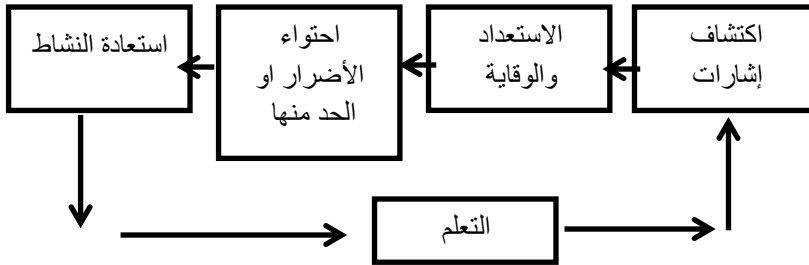 اكتشاف
إشارات
الاستعداد
والوقاية
احتواء
الأضرار او
الحد منها
استعادة النشاط
التعلم